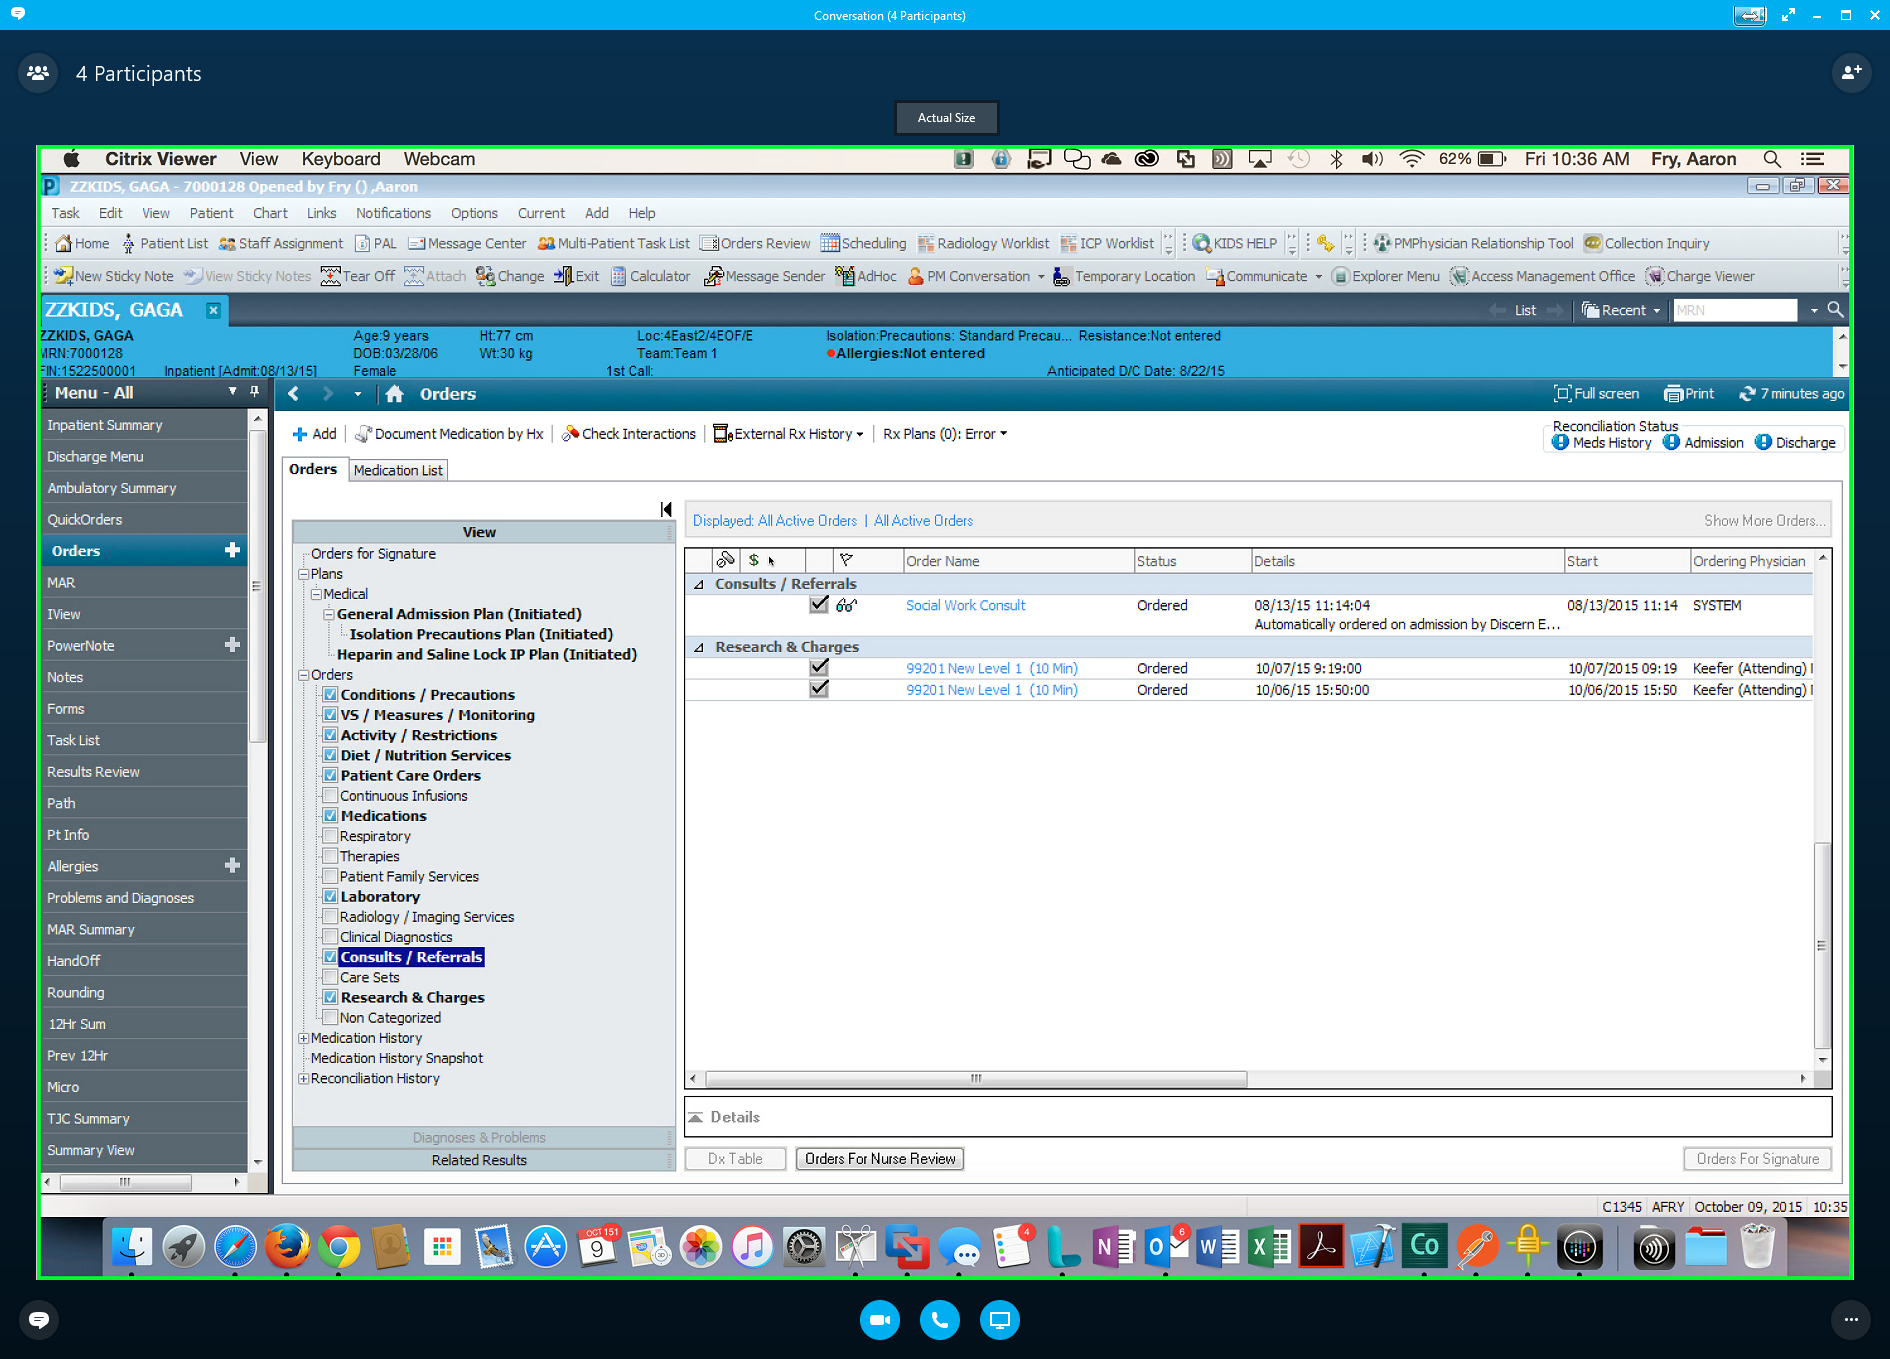 Conversation (4 Participants)
4 Participants
Actual Size
Citrix Viewer View Keyboard Webcam 62% Fri 10:36 AM Fry, Aaron
P ZZKIDS, GAGA - 7000128 Opened by Fry () ,Aaron
Task Edit View Patient Chart Links Notifications Options Current Add Help
Home Patient List Staff Assignment PAL Message Center Multi-Patient Task List Orders Review Scheduling Radiology Worklist ICP Worklist KIDS HELP PMPhysician Relationship Tool Collection Inquiry
New Sticky Note View Sticky Notes Tear Off Attach Change Exit Calculator Message Sender AdHoc PM Conversation Temporary Location Communicate Explorer Menu Access Management Office Charge Viewer
ZZKIDS, GAGA List Recent MRN
ZZKIDS, GAGA Age:9 years Ht:77 cm Loc:4East2/4EOF/E Isolation:Precautions: Standard Precau... Resistance:Not entered
MRN:7000128 DOB:03/28/06 Wt:30 kg Team:Team 1 Allergies:Not entered
FIN:1522500001 Inpatient [Admit:08/13/15] Female 1st Call: Anticipated D/C Date: 8/22/15
Menu - All
Inpatient Summary
Discharge Menu
Ambulatory Summary
QuickOrders
Orders
MAR
IView
PowerNote
Notes
Forms
Task List
Results Review
Path
Pt Info
Allergies
Problems and Diagnoses
MAR Summary
HandOff
Rounding
12Hr Sum
Prev 12Hr
Micro
TJC Summary
Summary View
Orders Full screen Print 7 minutes ago
Add Document Medication by Hx Check Interactions External Rx History Rx Plans (0): Error
Reconciliation Status
Meds History Admission Discharge
Orders Medication List
View
Orders for Signature
Plans
Medical
General Admission Plan (Initiated)
Isolation Precautions Plan (Initiated)
Heparin and Saline Lock IP Plan (Initiated)
Orders
Conditions / Precautions
VS / Measures / Monitoring
Activity / Restrictions
Diet / Nutrition Services
Patient Care Orders
Continuous Infusions
Medications
Respiratory
Therapies
Patient Family Services
Laboratory
Radiology / Imaging Services
Clinical Diagnostics
Consults / Referrals
Care Sets
Research & Charges
Non Categorized
Medication History
Medication History Snapshot
Reconciliation History
Diagnoses & Problems
Related Results
Displayed: All Active Orders | All Active Orders Show More Orders...
$ Order Name Status Details Start Ordering Physician
Consults / Referrals
Social Work Consult Ordered 08/13/15 11:14:04 08/13/2015 11:14 SYSTEM
Automatically ordered on admission by Discern E...
Research & Charges
99201 New Level 1 (10 Min) Ordered 10/07/15 9:19:00 10/07/2015 09:19 Keefer (Attending)
99201 New Level 1 (10 Min) Ordered 10/06/15 15:50:00 10/06/2015 15:50 Keefer (Attending)
Details
Dx Table Orders For Nurse Review Orders For Signature
C1345 AFRY October 09, 2015 10:35
OCT 151
9
4
N
O
6
W
X
Co